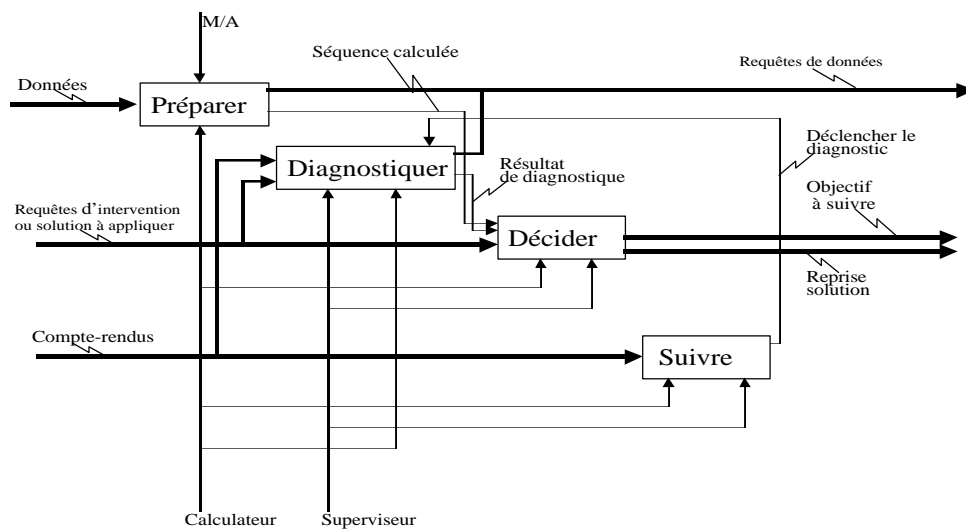 M/A
Séquence calculée
Requêtes de données
Données
Préparer
Déclencher le
diagnostic
Diagnostiquer
Résultat
de diagnostique
Objectif
à suivre
Requêtes d'intervention
ou solution à appliquer
Décider
Reprise
solution
Compte-rendus
Suivre
Calculateur
Superviseur